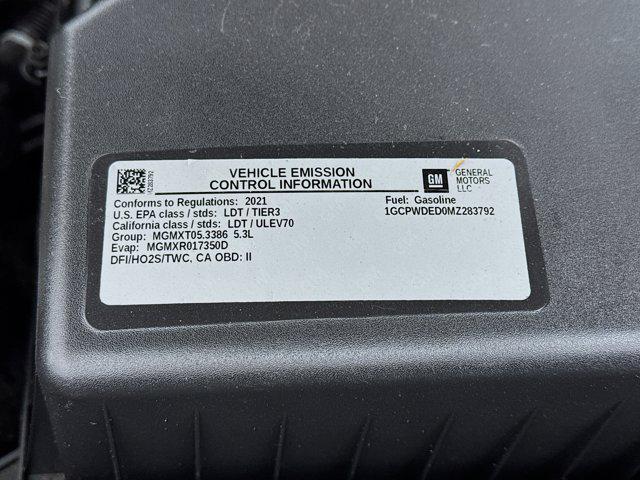 VEHICLE EMISSION
CONTROL INFORMATION
GM
GENERAL
MOTORS
LLC
MZ283792
Conforms to Regulations: 2021
U.S. EPA class / stds: LDT / TIER3
California class / stds: LDT / ULEV70
Group: MGMXT05.3386 5.3L
Evap: MGMXR017350D
DFI/HO2S/TWC, CA OBD: II
Fuel: Gasoline
1GCPWDED0MZ283792